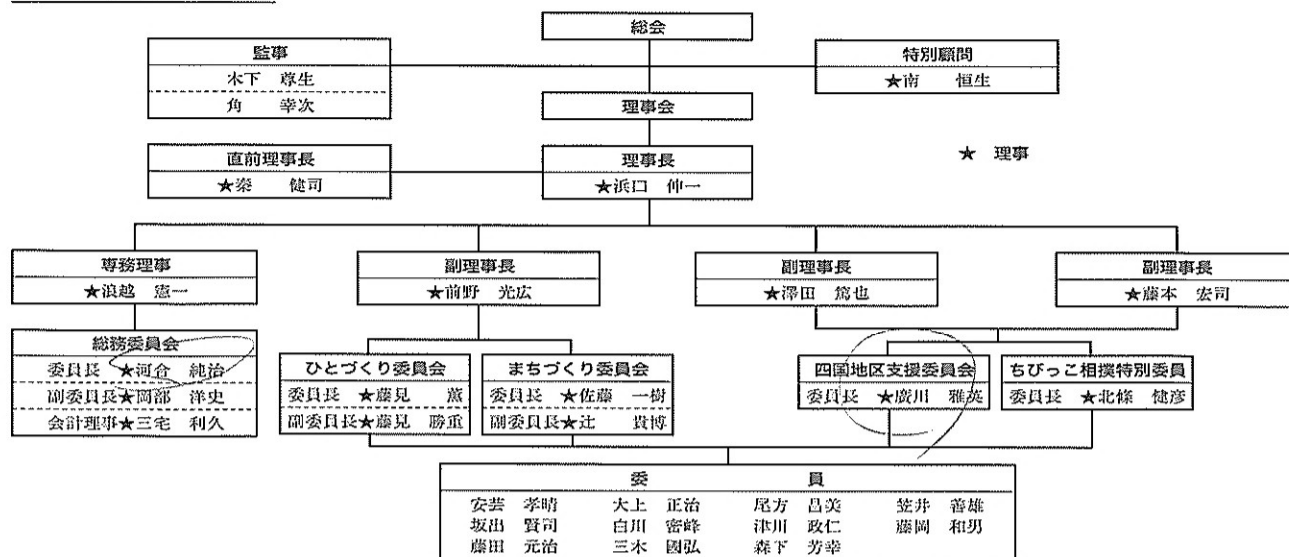 総会
監事
木下 尊生
角 幸次
特別顧問
★南 恒生
理事会
直前理事長
★秦 健司
理事長
★浜口 伸一
★ 理事
専務理事
★浪越 憲一
副理事長
★前野 光広
副理事長
★澤田 篤也
副理事長
★藤本 宏司
総務委員会
委員長 ★河合 純治
副委員長★岡部 洋史
会計理事★三宅 利久
ひとづくり委員会
委員長 ★藤見 薫
副委員長★藤見 勝重
まちづくり委員会
委員長 ★佐藤 一樹
副委員長★辻 貴博
四国地区支援委員会
委員長 ★廣川 雅英
ちびっこ相撲特別委員
委員長 ★北條 健彦
委 員
安芸 孝晴 大上 正治 尾方 昌美 笠井 善雄
坂出 賢司 白川 密峰 津川 政仁 藤岡 和男
藤田 元治 三木 國弘 森下 芳幸